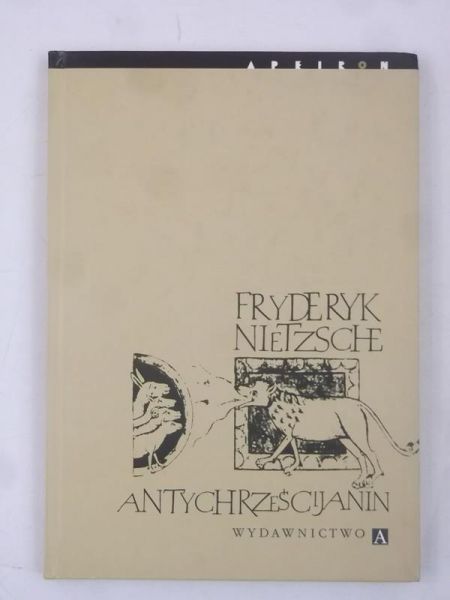 APEIRON
FRYDERYK
NIETZSCHE
ANTYCHRZEŚCIJANIN
WYDAWNICTWO A